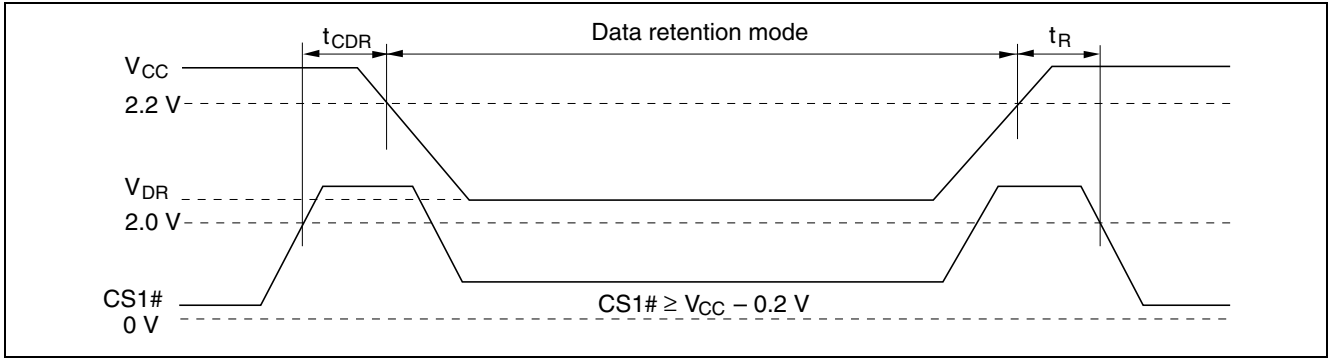 tCDR
Data retention mode
tR
VCC
2.2 V
VDR
2.0 V
CS1#
CS1# ≥ VCC – 0.2 V
0 V